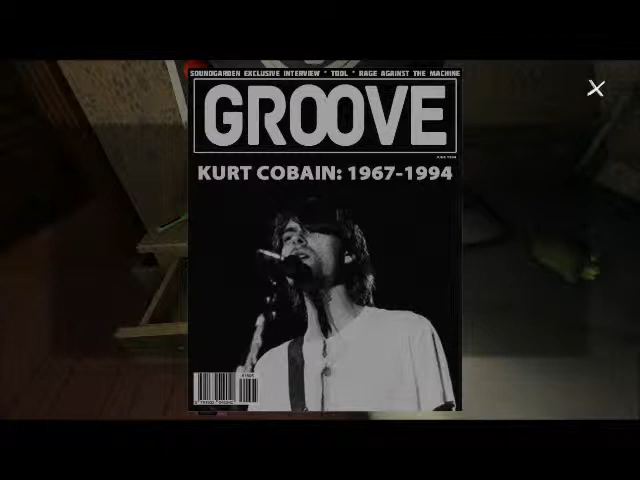 SOUNDGARDEN EXCLUSIVE INTERVIEW * TOOL * RAGE AGAINST THE MACHINE
GROOVE
KURT COBAIN: 1967-1994